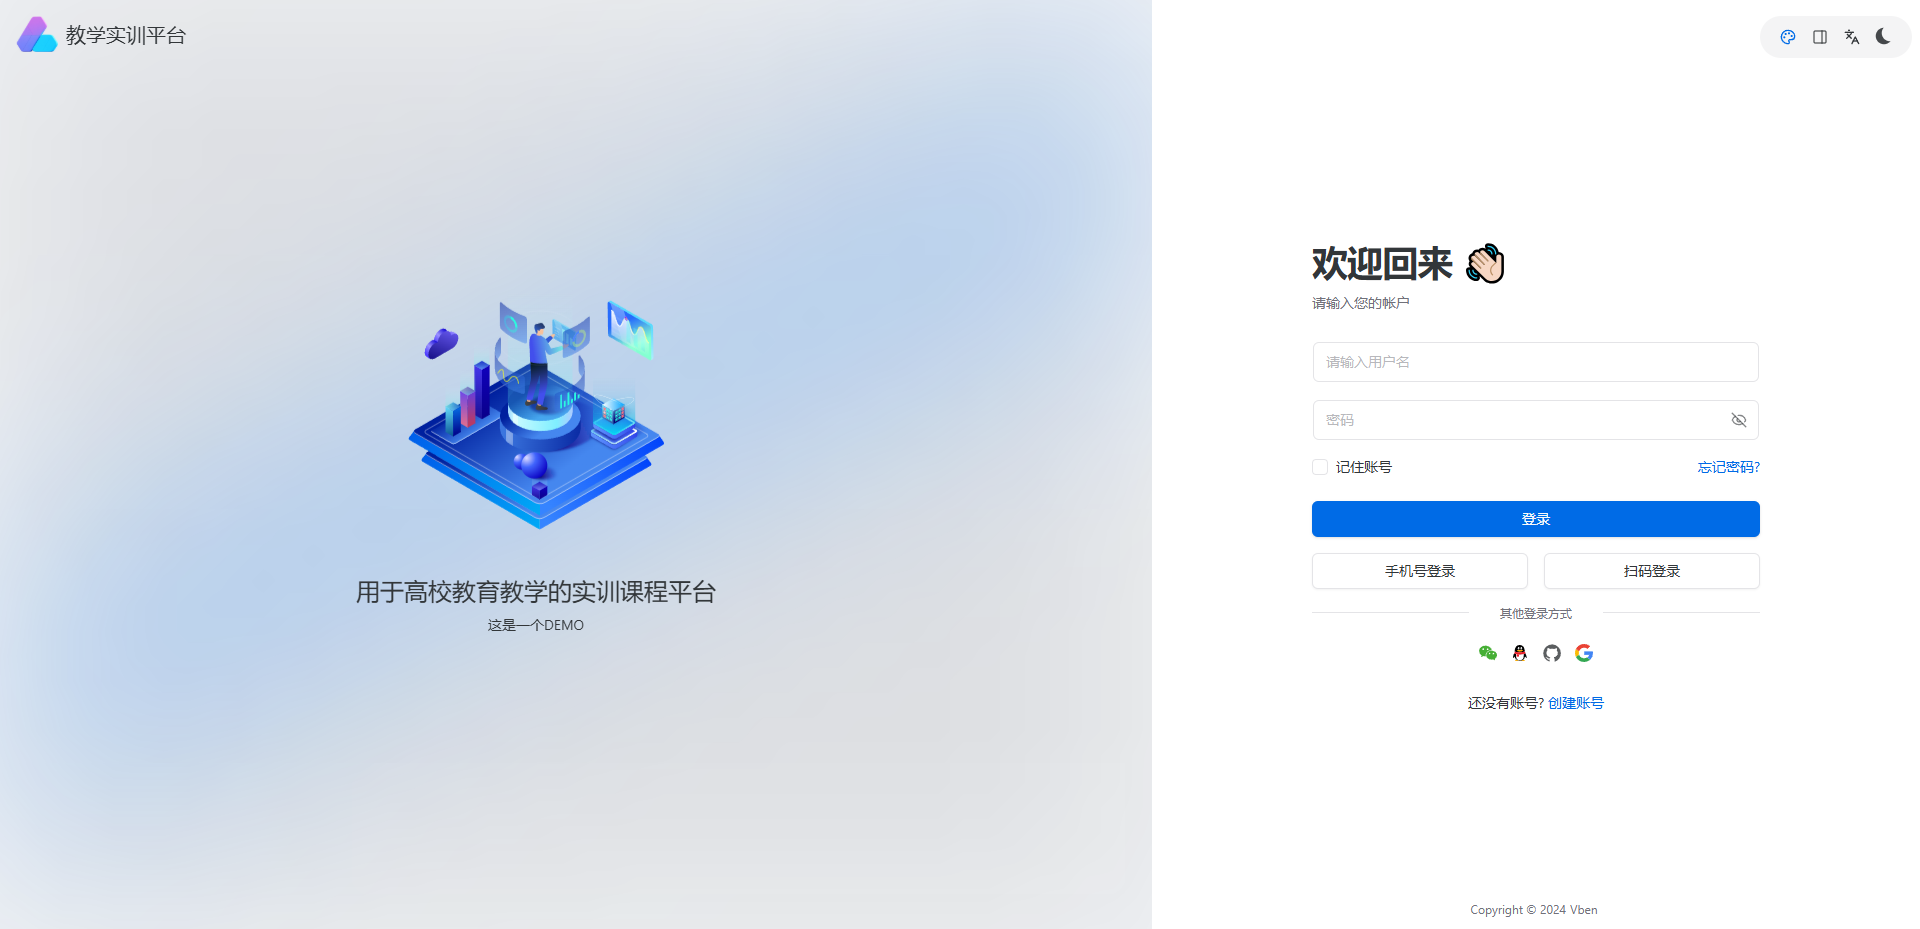 教学实训平台
用于高校教育教学的实训课程平台
这是一个DEMO
欢迎回来
请输入您的帐户
请输入用户名
密码
记住账号 忘记密码?
登录
手机号登录 扫码登录
其他登录方式
还没有账号? 创建账号
Copyright © 2024 Vben